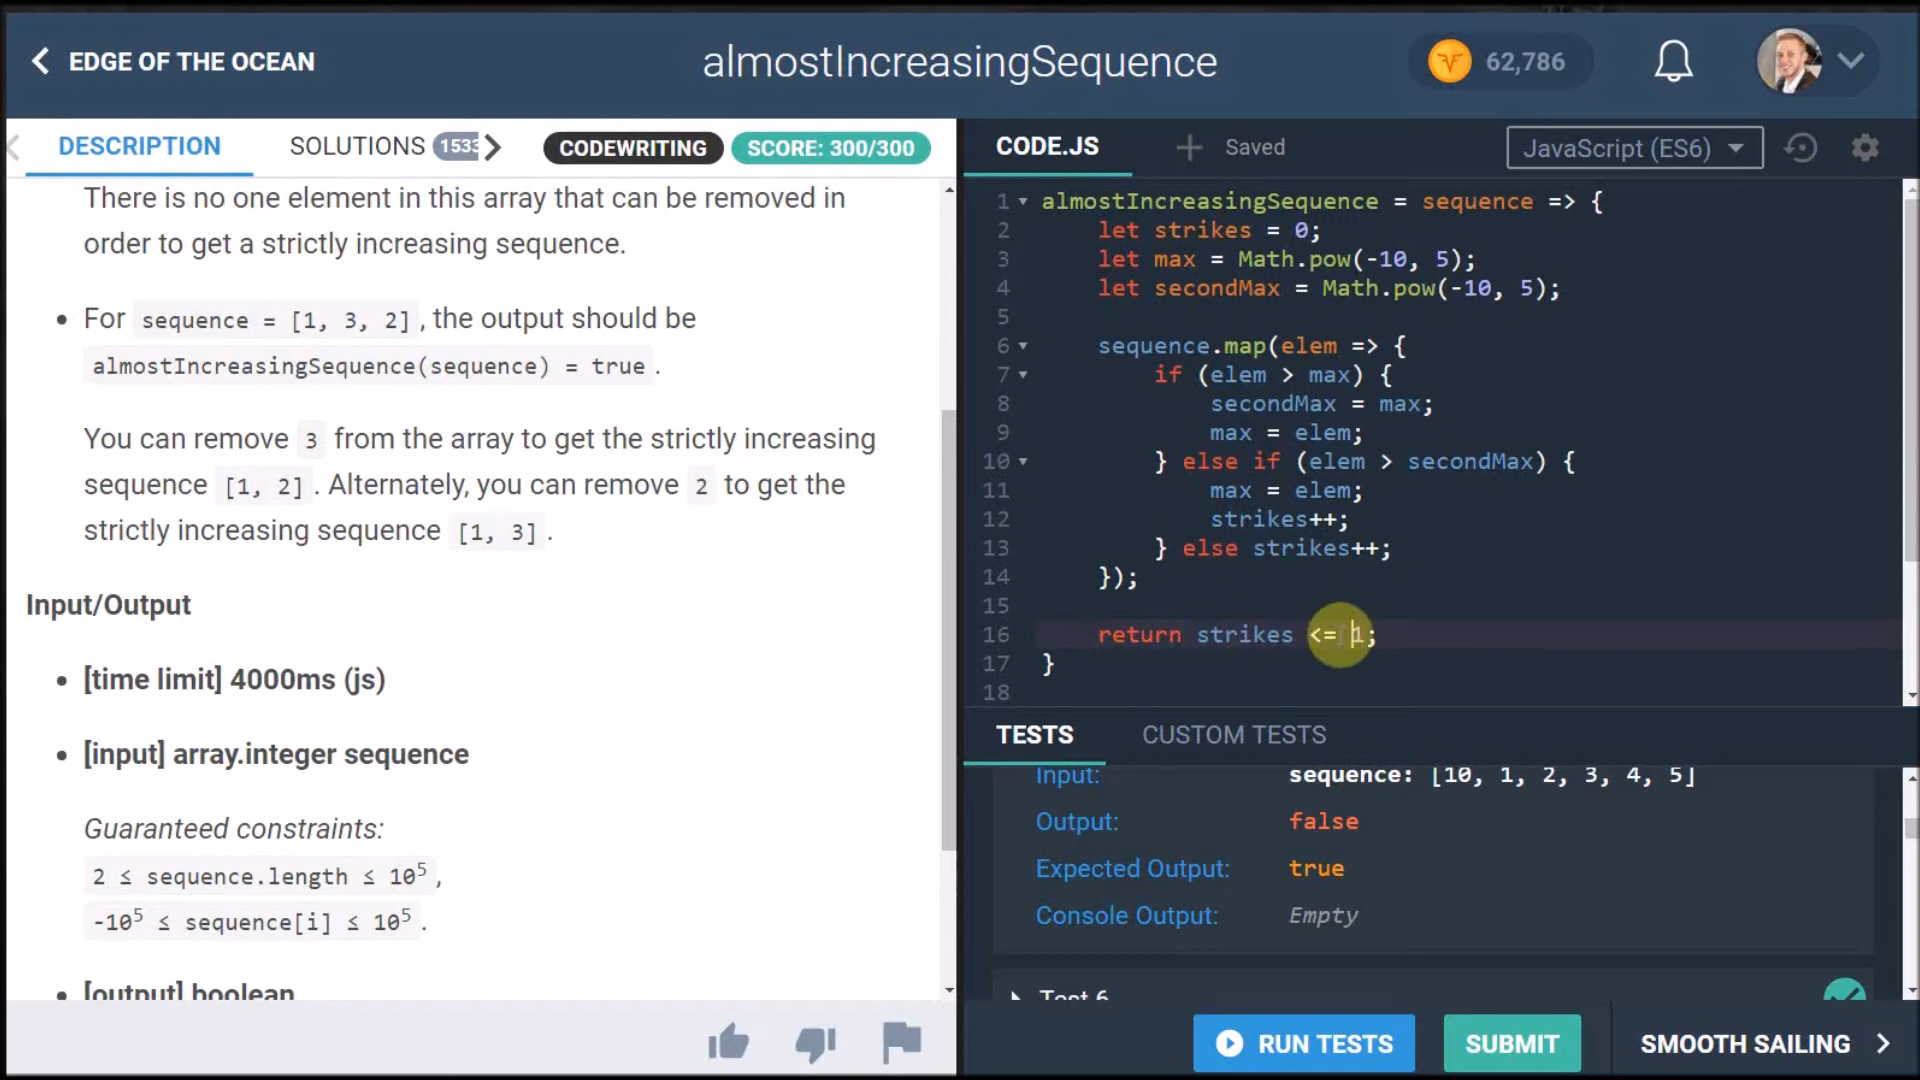 EDGE OF THE OCEAN
almostIncreasingSequence
62,786
DESCRIPTION
SOLUTIONS 1533
CODEWRITING
SCORE: 300/300
There is no one element in this array that can be removed in
order to get a strictly increasing sequence.
For sequence = [1, 3, 2], the output should be
almostIncreasingSequence(sequence) = true.
You can remove 3 from the array to get the strictly increasing
sequence [1, 2]. Alternately, you can remove 2 to get the
strictly increasing sequence [1, 3].
Input/Output
[time limit] 4000ms (js)
[input] array.integer sequence
Guaranteed constraints:
2 ≤ sequence.length ≤ 10⁵,
-10⁵ ≤ sequence[i] ≤ 10⁵.
[output] boolean
CODE.JS
Saved
JavaScript (ES6)
1 almostIncreasingSequence = sequence => {
2 let strikes = 0;
3 let max = Math.pow(-10, 5);
4 let secondMax = Math.pow(-10, 5);
5
6 sequence.map(elem => {
7 if (elem > max) {
8 secondMax = max;
9 max = elem;
10 } else if (elem > secondMax) {
11 max = elem;
12 strikes++;
13 } else strikes++;
14 });
15
16 return strikes <= 1;
17 }
18
TESTS
CUSTOM TESTS
Input: sequence: [10, 1, 2, 3, 4, 5]
Output: false
Expected Output: true
Console Output: Empty
Test 6
RUN TESTS
SUBMIT
SMOOTH SAILING